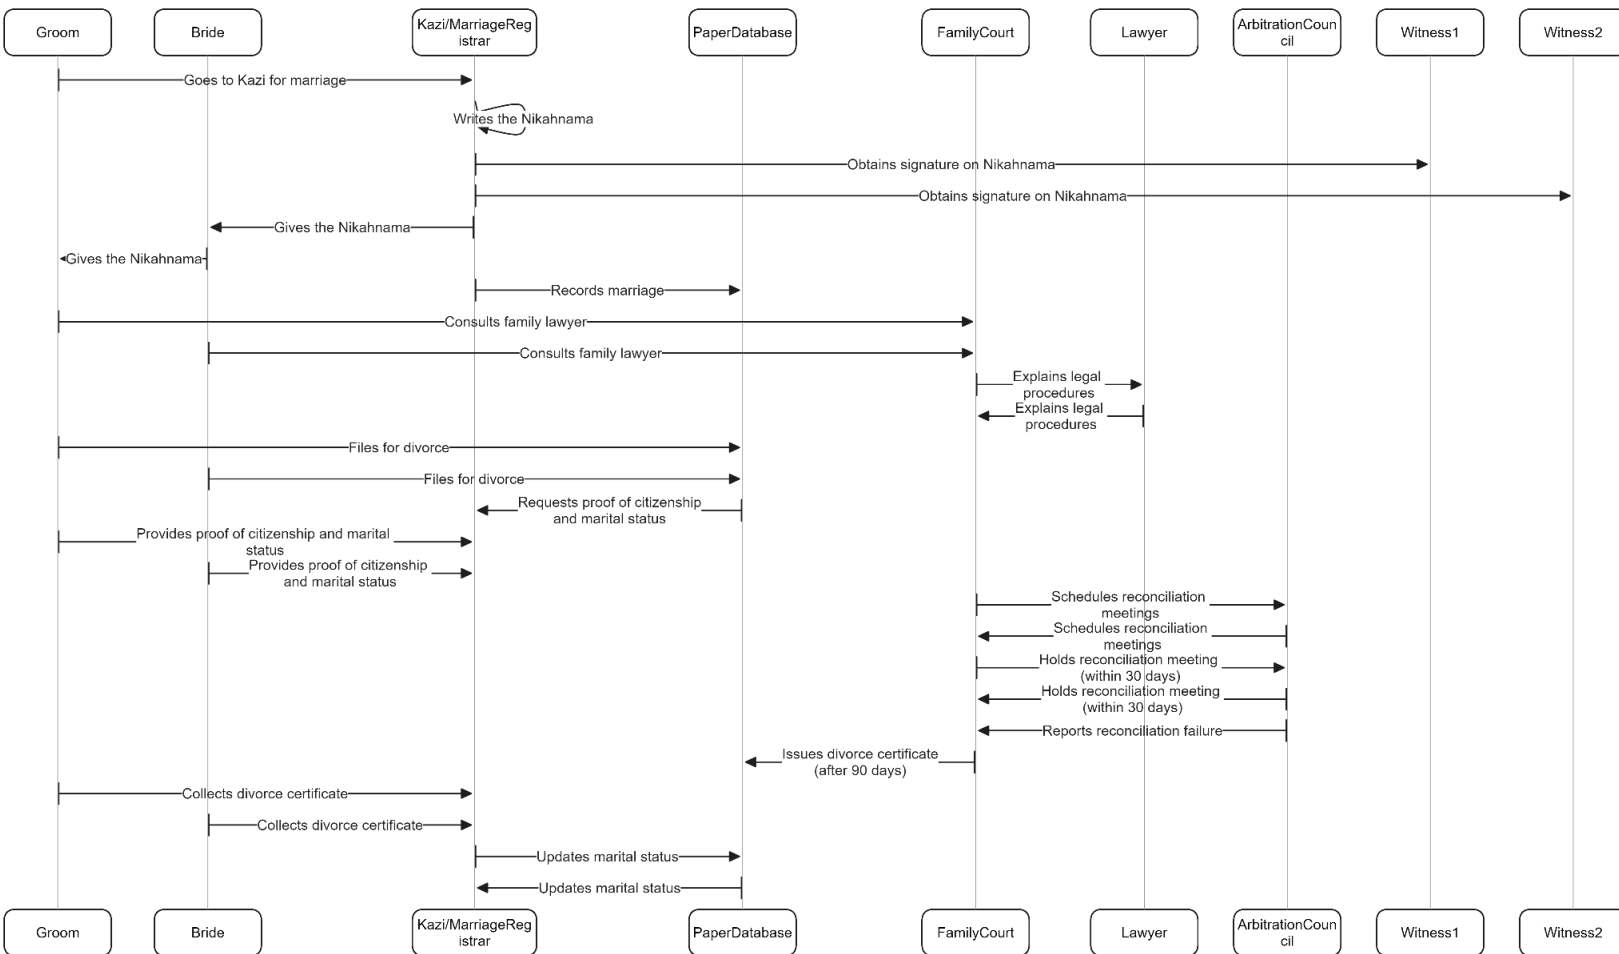 Groom
Bride
Kazi/MarriageReg
istrar
PaperDatabase
FamilyCourt
Lawyer
ArbitrationCoun
cil
Witness1
Witness2
Goes to Kazi for marriage
Writes the Nikahnama
Obtains signature on Nikahnama
Obtains signature on Nikahnama
Gives the Nikahnama
Gives the Nikahnama
Records marriage
Consults family lawyer
Consults family lawyer
Explains legal
procedures
Explains legal
procedures
Files for divorce
Files for divorce
Requests proof of citizenship
and marital status
Provides proof of citizenship and marital
status
Provides proof of citizenship
and marital status
Schedules reconciliation
meetings
Schedules reconciliation
meetings
Holds reconciliation meeting
(within 30 days)
Holds reconciliation meeting
(within 30 days)
Reports reconciliation failure
Issues divorce certificate
(after 90 days)
Collects divorce certificate
Collects divorce certificate
Updates marital status
Updates marital status
Groom
Bride
Kazi/MarriageReg
istrar
PaperDatabase
FamilyCourt
Lawyer
ArbitrationCoun
cil
Witness1
Witness2